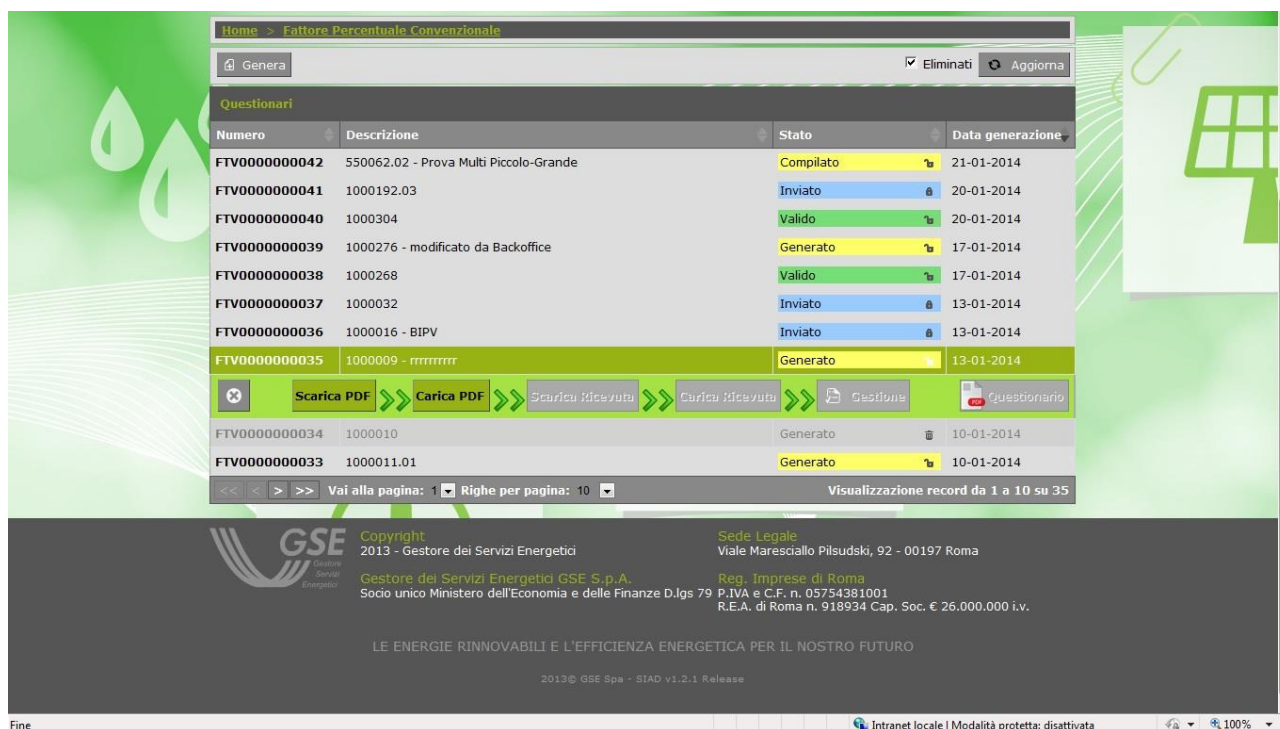 Home > Fattore Percentuale Convenzionale
Genera Eliminati Aggiorna
Questionari
Numero Descrizione Stato Data generazione
FTV0000000042 550062.02 - Prova Multi Piccolo-Grande Compilato 21-01-2014
FTV0000000041 1000192.03 Inviato 20-01-2014
FTV0000000040 1000304 Valido 20-01-2014
FTV0000000039 1000276 - modificato da Backoffice Generato 17-01-2014
FTV0000000038 1000268 Valido 17-01-2014
FTV0000000037 1000032 Inviato 13-01-2014
FTV0000000036 1000016 - BIPV Inviato 13-01-2014
FTV0000000035 1000009 - rrrrrrrrrr Generato 13-01-2014
Scarica PDF Carica PDF Scarica Ricevuta Carica Ricevuta Gestione PDF Questionario
FTV0000000034 1000010 Generato 10-01-2014
FTV0000000033 1000011.01 Generato 10-01-2014
<< < > >> Vai alla pagina: 1 Righe per pagina: 10 Visualizzazione record da 1 a 10 su 35
GSE
Gestore
Servizi
Energetici
Copyright
2013 - Gestore dei Servizi Energetici
Sede Legale
Viale Maresciallo Pilsudski, 92 - 00197 Roma
Gestore dei Servizi Energetici GSE S.p.A.
Socio unico Ministero dell'Economia e delle Finanze D.lgs 79
Reg. Imprese di Roma
P.IVA e C.F. n. 05754381001
R.E.A. di Roma n. 918934 Cap. Soc. € 26.000.000 i.v.
LE ENERGIE RINNOVABILI E L'EFFICIENZA ENERGETICA PER IL NOSTRO FUTURO
2013© GSE Spa - SIAD v1.2.1 Release
Fine Intranet locale | Modalità protetta: disattivata 100%